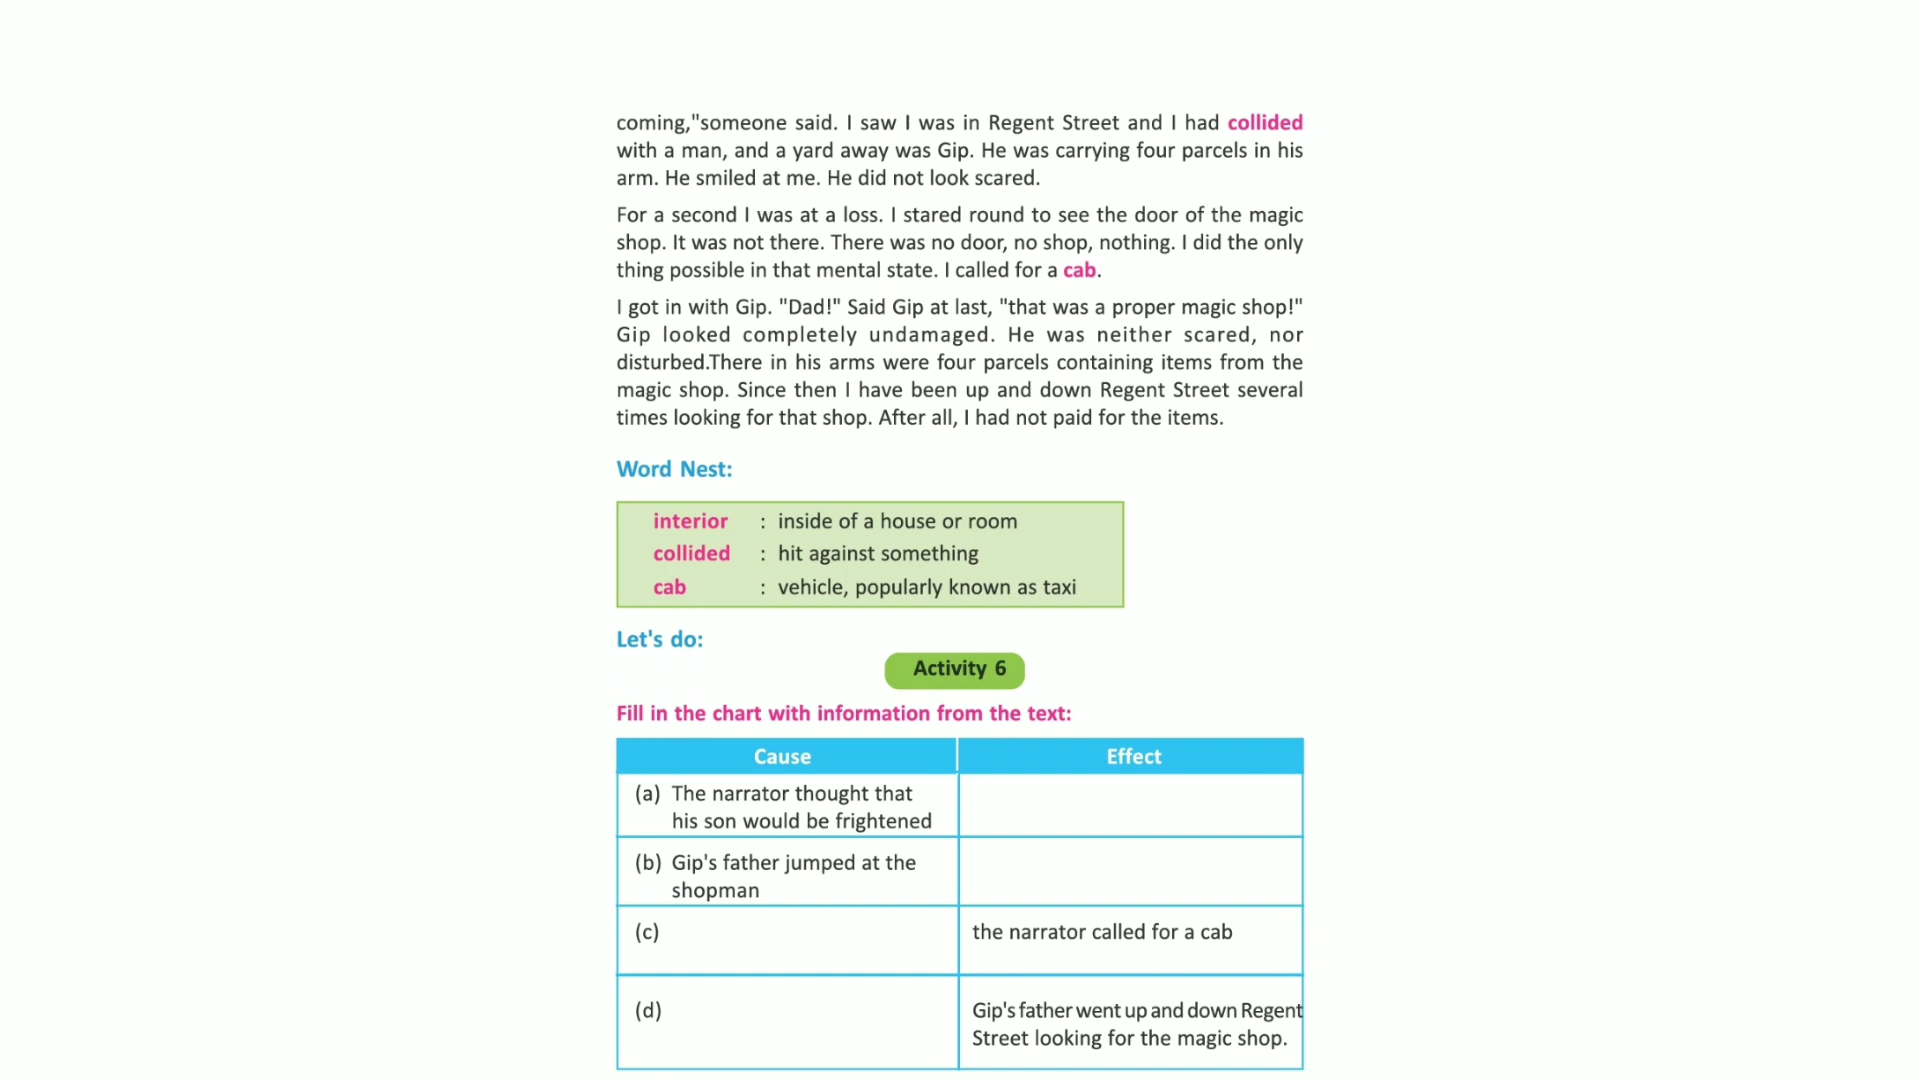 coming,"someone said. I saw I was in Regent Street and I had collided
with a man, and a yard away was Gip. He was carrying four parcels in his
arm. He smiled at me. He did not look scared.
For a second I was at a loss. I stared round to see the door of the magic
shop. It was not there. There was no door, no shop, nothing. I did the only
thing possible in that mental state. I called for a cab.
I got in with Gip. "Dad!" Said Gip at last, "that was a proper magic shop!"
Gip looked completely undamaged. He was neither scared, nor
disturbed.There in his arms were four parcels containing items from the
magic shop. Since then I have been up and down Regent Street several
times looking for that shop. After all, I had not paid for the items.
Word Nest:
interior : inside of a house or room
collided : hit against something
cab : vehicle, popularly known as taxi
Let's do:
Activity 6
Fill in the chart with information from the text:
Cause Effect
(a) The narrator thought that
his son would be frightened
(b) Gip's father jumped at the
shopman
(c) the narrator called for a cab
(d) Gip's father went up and down Regent
Street looking for the magic shop.